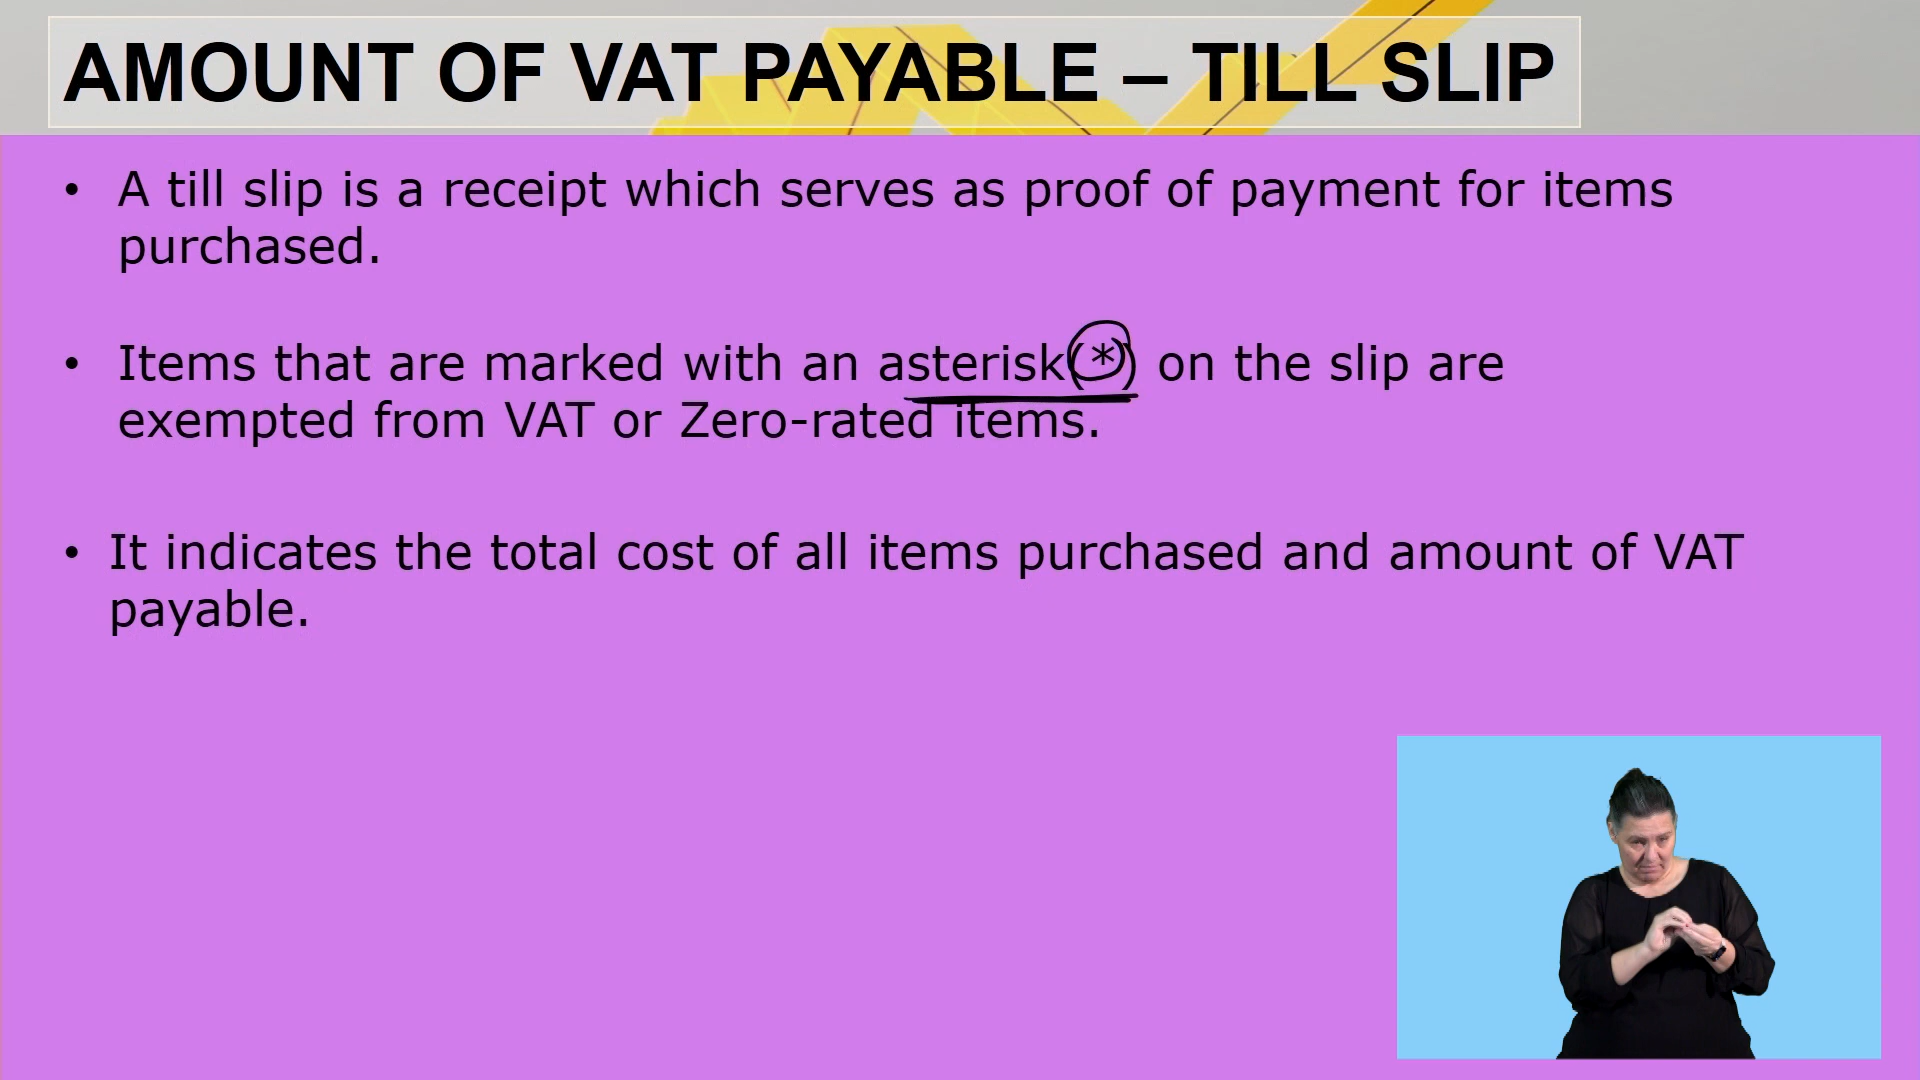 AMOUNT OF VAT PAYABLE – TILL SLIP
• A till slip is a receipt which serves as proof of payment for items
purchased.
• Items that are marked with an asterisk(*) on the slip are
exempted from VAT or Zero-rated items.
• It indicates the total cost of all items purchased and amount of VAT
payable.